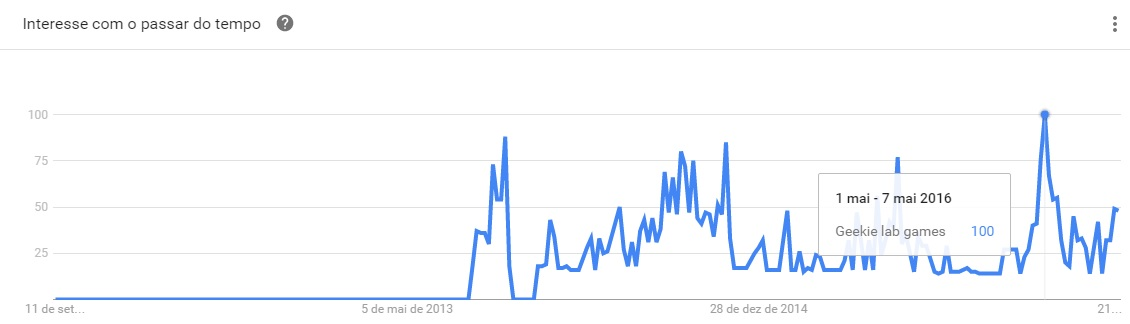 Interesse com o passar do tempo
100
75
50
25
1 mai - 7 mai 2016
Geekie lab games 100
11 de set... 5 de mai de 2013 28 de dez de 2014 21...